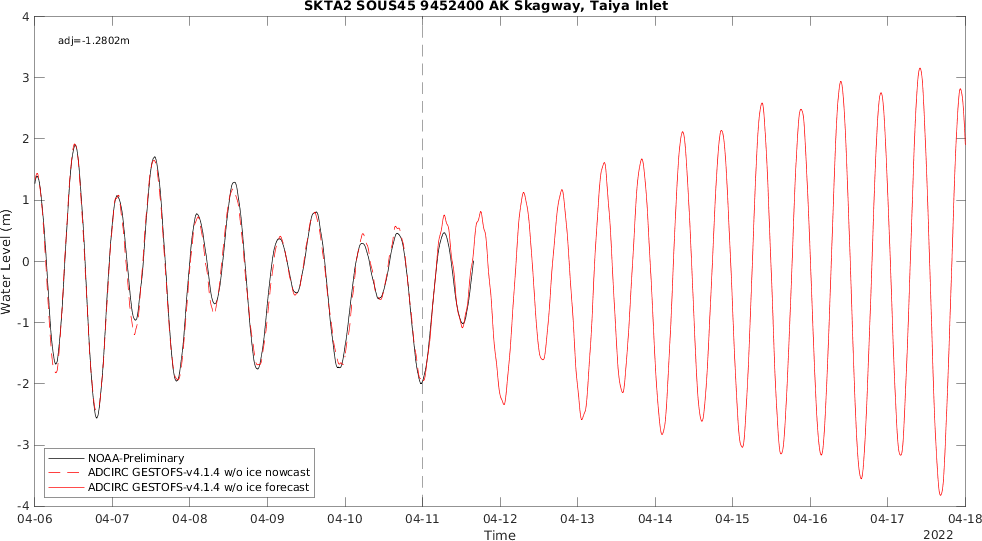 SKTA2 SOUS45 9452400 AK Skagway, Taiya Inlet
adj=-1.2802m
4
3
2
1
0
-1
-2
-3
-4
Water Level (m)
NOAA-Preliminary
ADCIRC GESTOFS-v4.1.4 w/o ice nowcast
ADCIRC GESTOFS-v4.1.4 w/o ice forecast
04-06 04-07 04-08 04-09 04-10 04-11 04-12 04-13 04-14 04-15 04-16 04-17 04-18
Time
2022